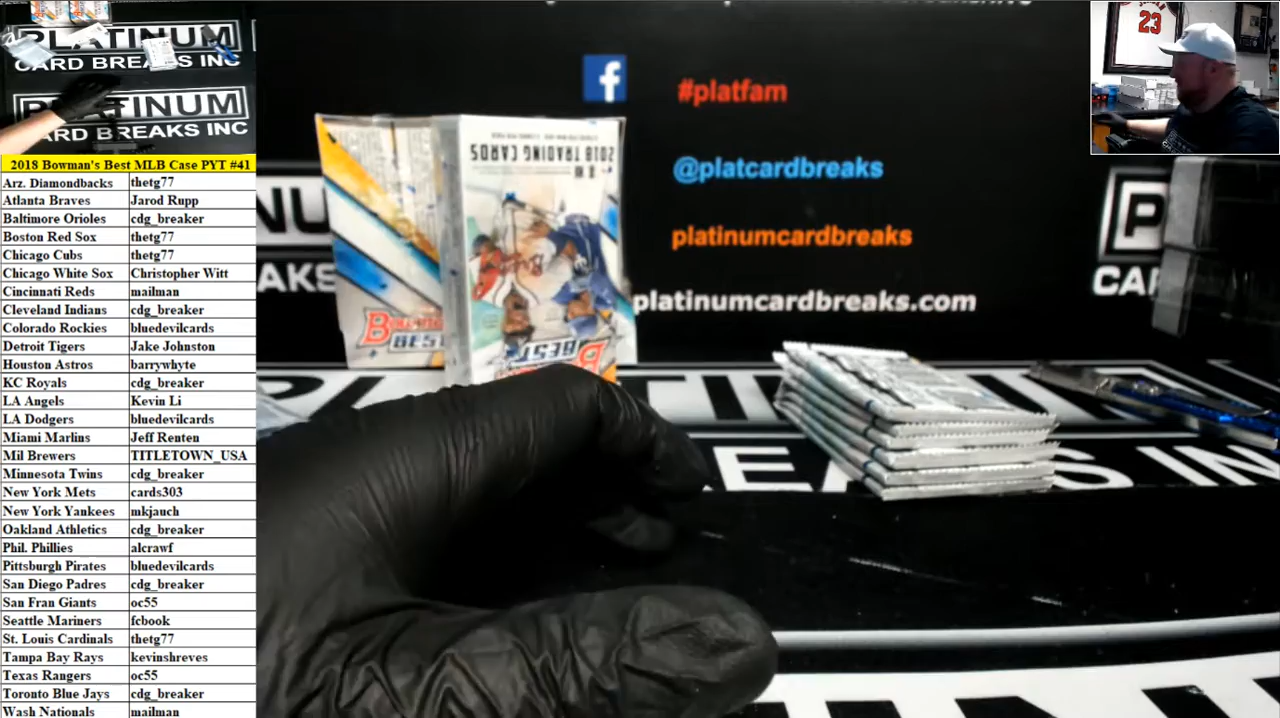 PLATINUM
CARD BREAKS INC
PLATINUM
CARD BREAKS INC
23
2018 Bowman's Best MLB Case PYT #41
Arz. Diamondbacks thetg77
Atlanta Braves Jarod Rupp
Baltimore Orioles cdg_breaker
Boston Red Sox thetg77
Chicago Cubs thetg77
Chicago White Sox Christopher Witt
Cincinnati Reds mailman
Cleveland Indians cdg_breaker
Colorado Rockies bluedevilcards
Detroit Tigers Jake Johnston
Houston Astros barrywhyte
KC Royals cdg_breaker
LA Angels Kevin Li
LA Dodgers bluedevilcards
Miami Marlins Jeff Renten
Mil Brewers TITLETOWN_USA
Minnesota Twins cdg_breaker
New York Mets cards303
New York Yankees mkjauch
Oakland Athletics cdg_breaker
Phil. Phillies alcrawf
Pittsburgh Pirates bluedevilcards
San Diego Padres cdg_breaker
San Fran Giants oc55
Seattle Mariners fcbook
St. Louis Cardinals thetg77
Tampa Bay Rays kevinshreves
Texas Rangers oc55
Toronto Blue Jays cdg_breaker
Wash Nationals mailman
f
#platfam
@platcardbreaks
platinumcardbreaks
platinumcardbreaks.com
2018 TRADING CARDS
BEST
BEST